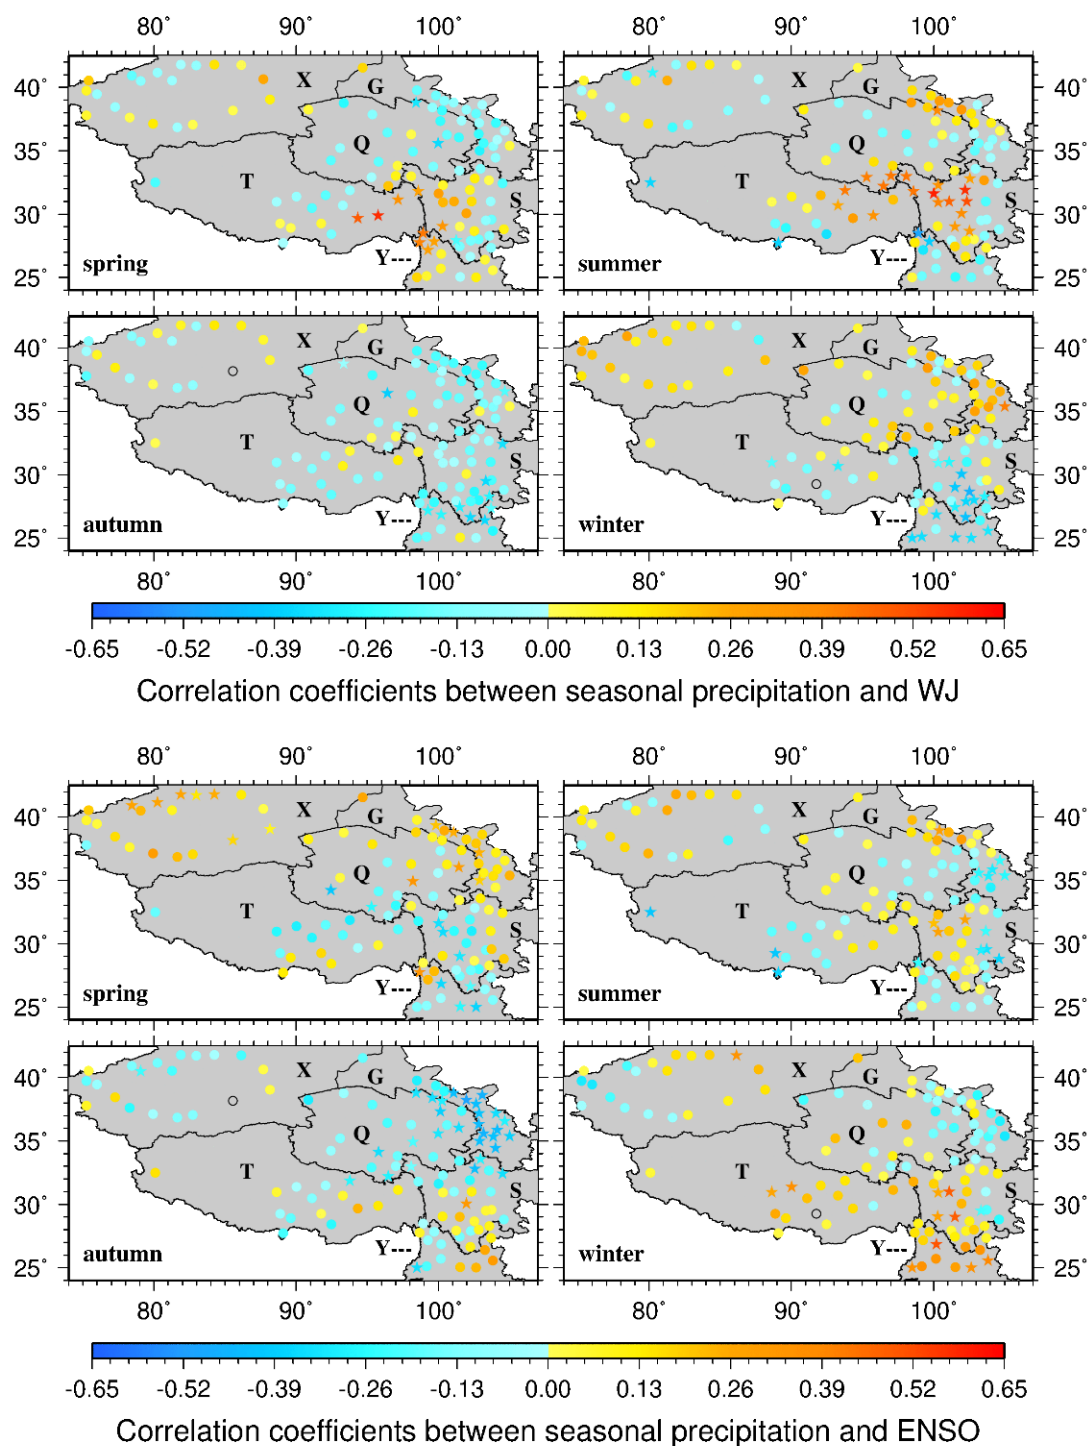 80° 90° 100° 80° 90° 100°
40° X G X G 40°
35° Q Q 35°
T T
30° S S 30°
spring Y--- summer Y---
25° 25°
40° X G X G 40°
35° Q Q 35°
T T
30° S S 30°
autumn Y--- winter Y---
25° 25°
80° 90° 100° 80° 90° 100°
-0.65 -0.52 -0.39 -0.26 -0.13 0.00 0.13 0.26 0.39 0.52 0.65
Correlation coefficients between seasonal precipitation and WJ
80° 90° 100° 80° 90° 100°
40° X G X G 40°
35° Q Q 35°
T T
30° S S 30°
spring Y--- summer Y---
25° 25°
40° X G X G 40°
35° Q Q 35°
T T
30° S S 30°
autumn Y--- winter Y---
25° 25°
80° 90° 100° 80° 90° 100°
-0.65 -0.52 -0.39 -0.26 -0.13 0.00 0.13 0.26 0.39 0.52 0.65
Correlation coefficients between seasonal precipitation and ENSO